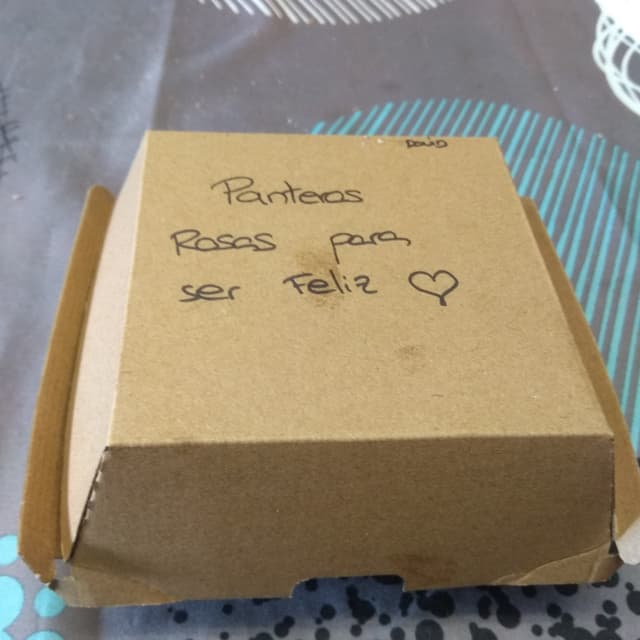 Panteras
Rosas para
ser Feliz ♡